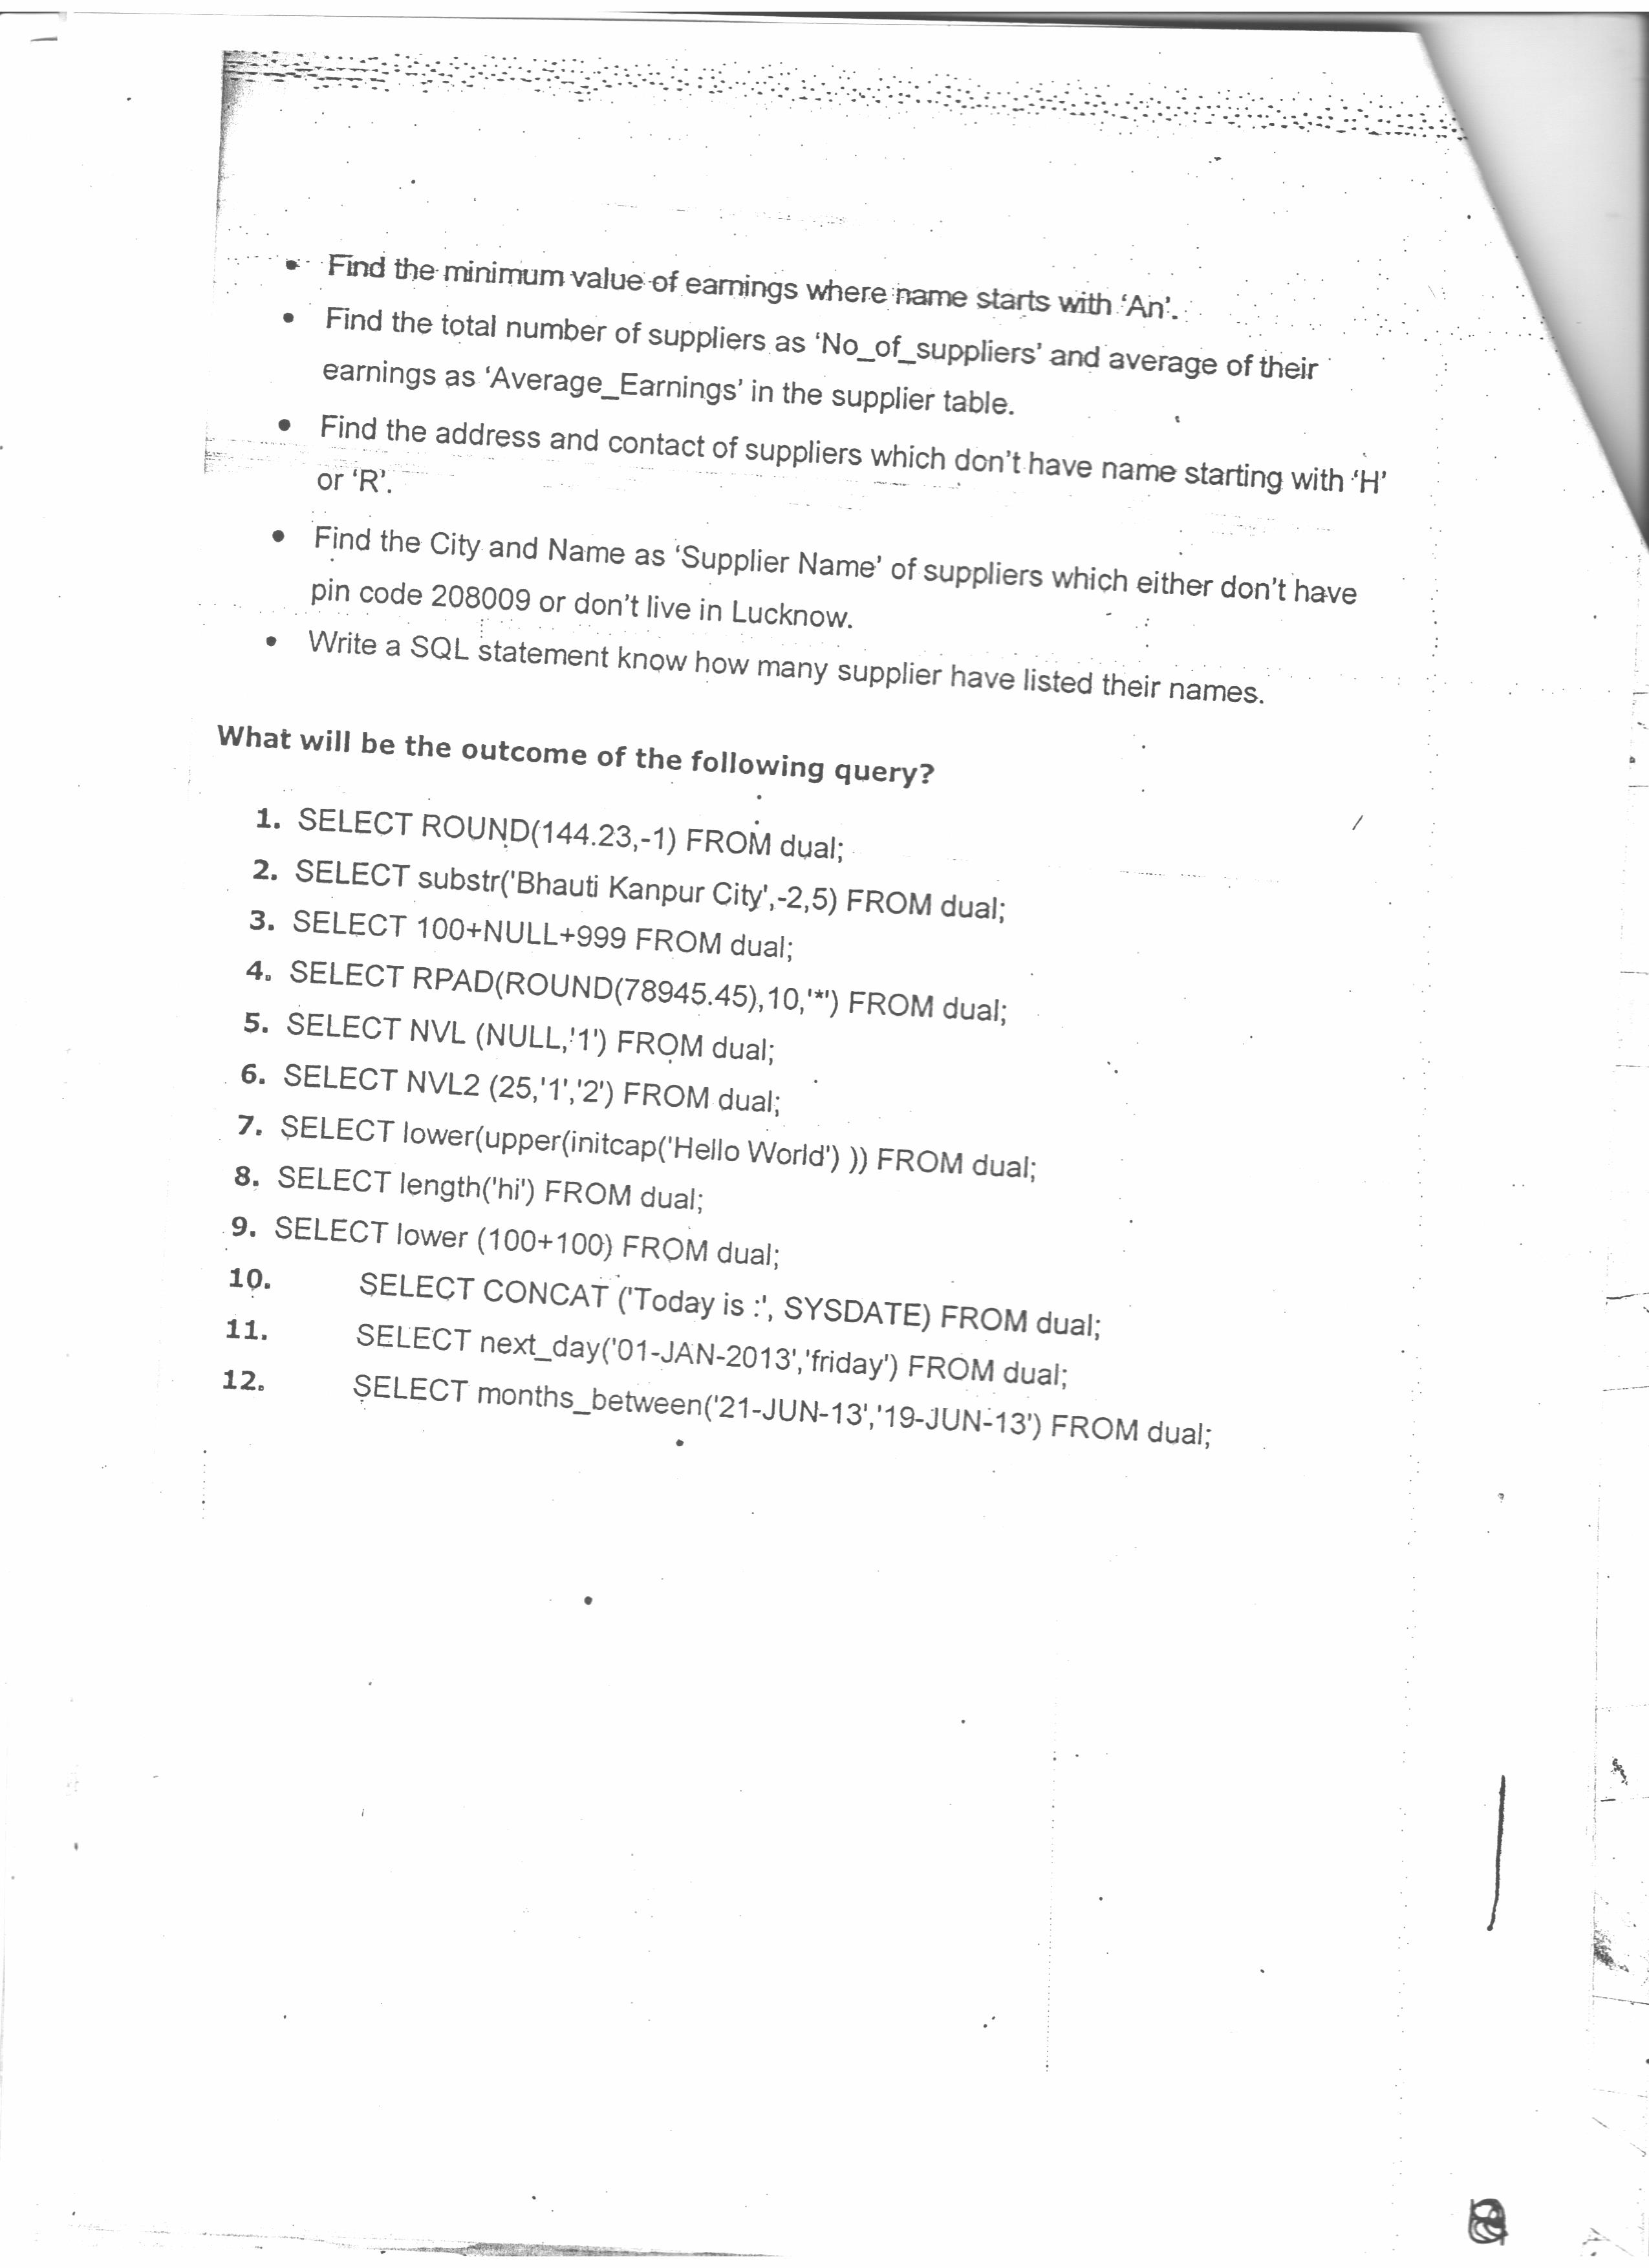 • Find the minimum value of earnings where name starts with ‘An’.
• Find the total number of suppliers as ‘No_of_suppliers’ and average of their
earnings as ‘Average_Earnings’ in the supplier table.
• Find the address and contact of suppliers which don’t have name starting with ‘H’
or ‘R’.
• Find the City and Name as ‘Supplier Name’ of suppliers which either don’t have
pin code 208009 or don’t live in Lucknow.
• Write a SQL statement know how many supplier have listed their names.
What will be the outcome of the following query?
1. SELECT ROUND(144.23,-1) FROM dual;
2. SELECT substr('Bhauti Kanpur City',-2,5) FROM dual;
3. SELECT 100+NULL+999 FROM dual;
4. SELECT RPAD(ROUND(78945.45),10,'*') FROM dual;
5. SELECT NVL (NULL,'1') FROM dual;
6. SELECT NVL2 (25,'1','2') FROM dual;
7. SELECT lower(upper(initcap('Hello World') )) FROM dual;
8. SELECT length('hi') FROM dual;
9. SELECT lower (100+100) FROM dual;
10. SELECT CONCAT ('Today is :', SYSDATE) FROM dual;
11. SELECT next_day('01-JAN-2013','friday') FROM dual;
12. SELECT months_between('21-JUN-13','19-JUN-13') FROM dual;